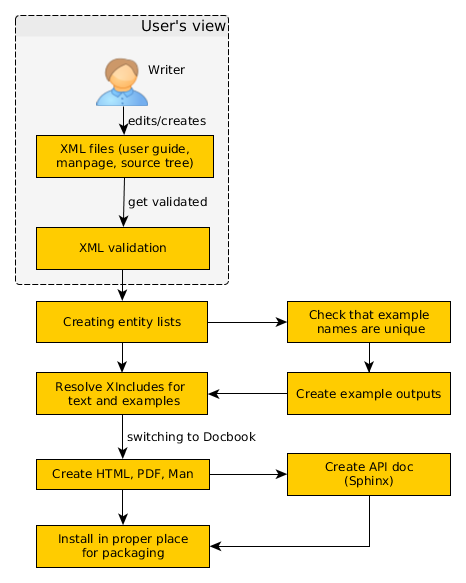 User's view
Writer
edits/creates
XML files (user guide,
manpage, source tree)
get validated
XML validation
Creating entity lists
Check that example
names are unique
Resolve XIncludes for
text and examples
Create example outputs
switching to Docbook
Create HTML, PDF, Man
Create API doc
(Sphinx)
Install in proper place
for packaging